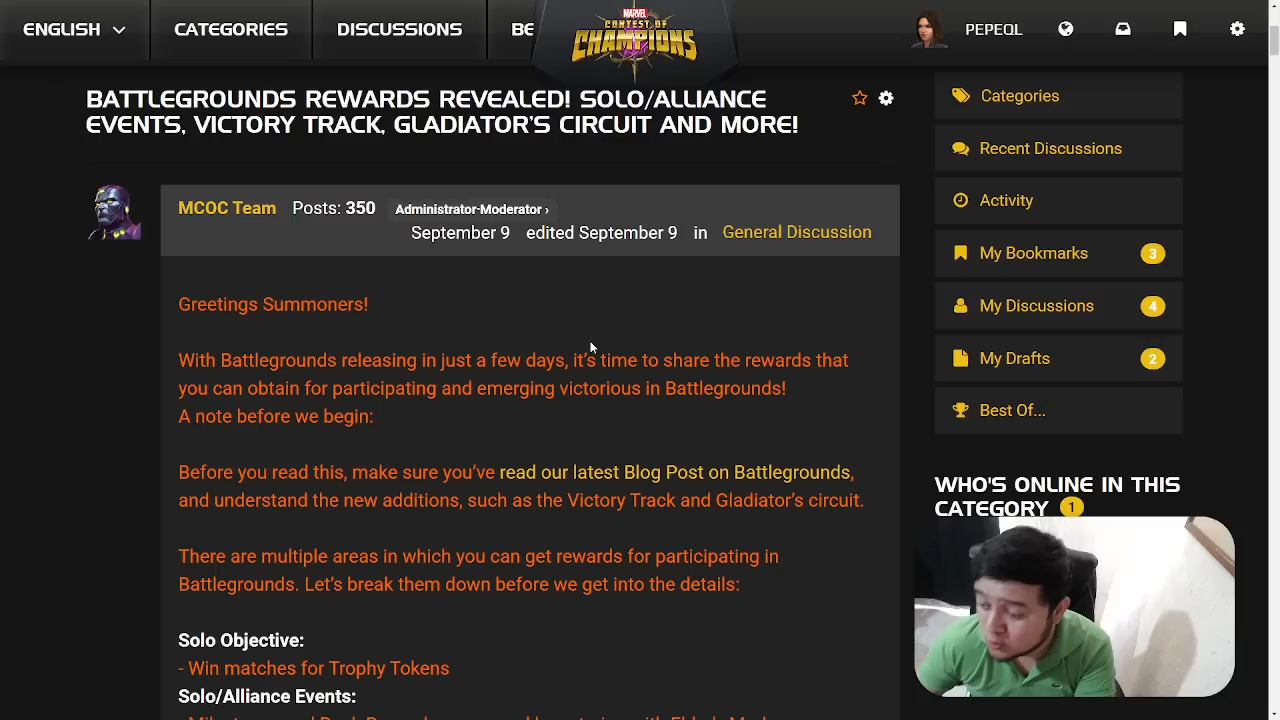 ENGLISH
CATEGORIES
DISCUSSIONS
BE
MARVEL
CONTEST OF
CHAMPIONS
PEPEQL
BATTLEGROUNDS REWARDS REVEALED! SOLO/ALLIANCE
EVENTS, VICTORY TRACK, GLADIATOR'S CIRCUIT AND MORE!
MCOC Team Posts: 350 Administrator-Moderator ›
September 9 edited September 9 in General Discussion
Greetings Summoners!
With Battlegrounds releasing in just a few days, it's time to share the rewards that
you can obtain for participating and emerging victorious in Battlegrounds!
A note before we begin:
Before you read this, make sure you've read our latest Blog Post on Battlegrounds,
and understand the new additions, such as the Victory Track and Gladiator's circuit.
There are multiple areas in which you can get rewards for participating in
Battlegrounds. Let's break them down before we get into the details:
Solo Objective:
- Win matches for Trophy Tokens
Solo/Alliance Events:
Categories
Recent Discussions
Activity
My Bookmarks 3
My Discussions 4
My Drafts 2
Best Of...
WHO'S ONLINE IN THIS
CATEGORY 1